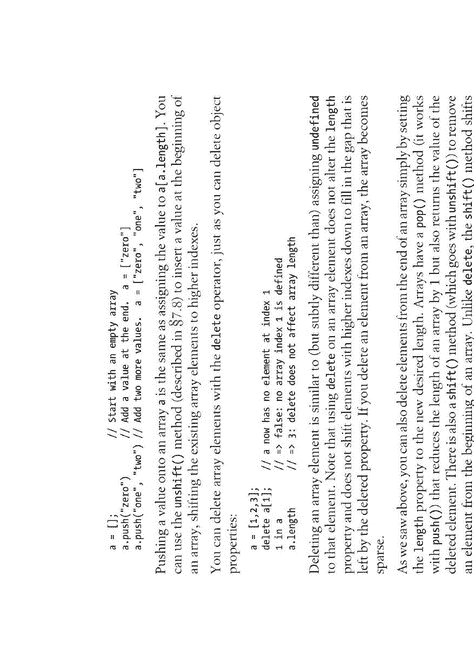 a = [];              // Start with an empty array
a.push("zero")       // Add a value at the end.  a = ["zero"]
a.push("one", "two") // Add two more values.  a = ["zero", "one", "two"]
Pushing a value onto an array a is the same as assigning the value to a[a.length]. You
can use the unshift() method (described in §7.8) to insert a value at the beginning of
an array, shifting the existing array elements to higher indexes.
You can delete array elements with the delete operator, just as you can delete object
properties:
a = [1,2,3];
delete a[1];   // a now has no element at index 1
1 in a         // => false: no array index 1 is defined
a.length       // => 3: delete does not affect array length
Deleting an array element is similar to (but subtly different than) assigning undefined
to that element. Note that using delete on an array element does not alter the length
property and does not shift elements with higher indexes down to fill in the gap that is
left by the deleted property. If you delete an element from an array, the array becomes
sparse.
As we saw above, you can also delete elements from the end of an array simply by setting
the length property to the new desired length. Arrays have a pop() method (it works
with push()) that reduces the length of an array by 1 but also returns the value of the
deleted element. There is also a shift() method (which goes with unshift()) to remove
an element from the beginning of an array. Unlike delete, the shift() method shifts